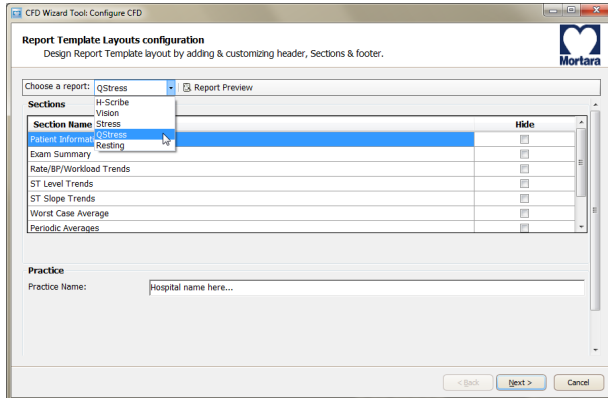 CFD Wizard Tool: Configure CFD
Report Template Layouts configuration
Design Report Template layout by adding & customizing header, Sections & footer.
Mortara
Choose a report: QStress Report Preview
H-Scribe
Vision
Stress
QStress
Resting
Sections
Section Name Hide
Patient Informati
Exam Summary
Rate/BP/Workload Trends
ST Level Trends
ST Slope Trends
Worst Case Average
Periodic Averages
Practice
Practice Name: Hospital name here...
< Back Next > Cancel